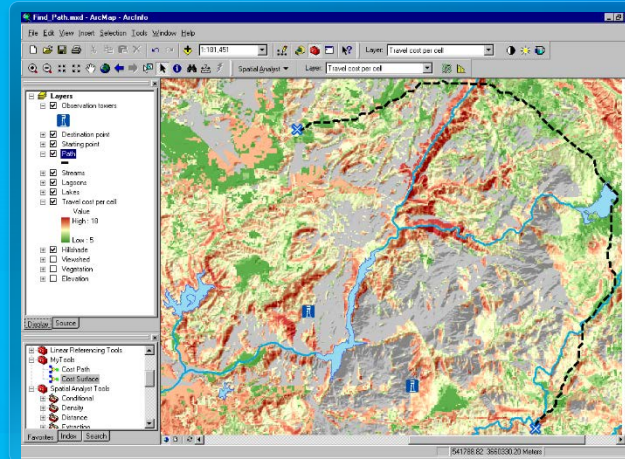 Find_Path.mxd - ArcMap - ArcInfo
File Edit View Insert Selection Tools Window Help
1:101,451
Layer: Travel cost per cell
Spatial Analyst Layer: Travel cost per cell
Layers
Observation towers
Destination point
Starting point
Path
Streams
Lagoons
Lakes
Travel cost per cell
Value
High : 18
Low : 5
Hillshade
Viewshed
Vegetation
Elevation
Display Source
Linear Referencing Tools
MyTools
Cost Path
Cost Surface
Spatial Analyst Tools
Conditional
Density
Distance
Extraction
Favorites Index Search
541788.82 3660330.20 Meters